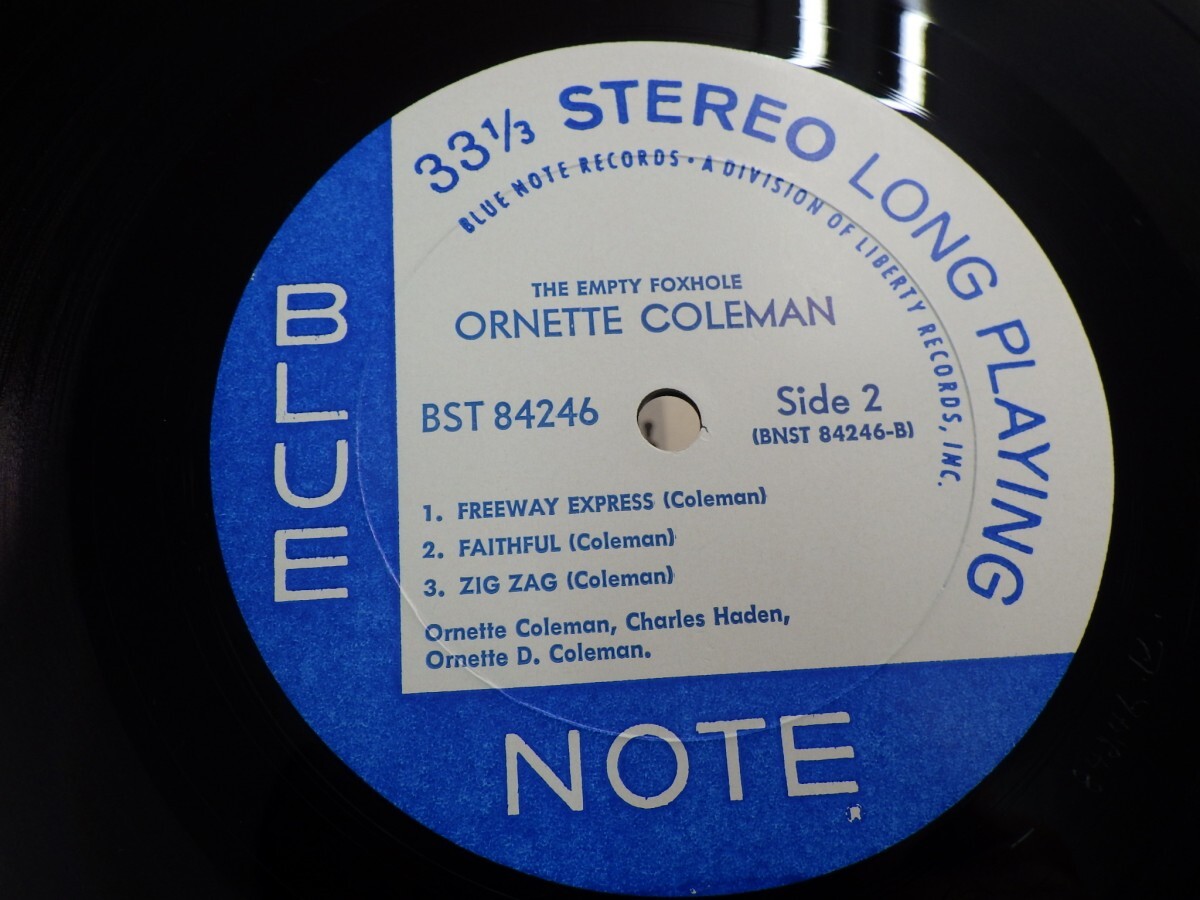 33⅓ STEREO LONG PLAYING
BLUE NOTE RECORDS • A DIVISION OF LIBERTY RECORDS, INC.
THE EMPTY FOXHOLE
ORNETTE COLEMAN
BST 84246
Side 2
(BNST 84246-B)
1. FREEWAY EXPRESS (Coleman)
2. FAITHFUL (Coleman)
3. ZIG ZAG (Coleman)
Ornette Coleman, Charles Haden,
Ornette D. Coleman.
BLUE
NOTE